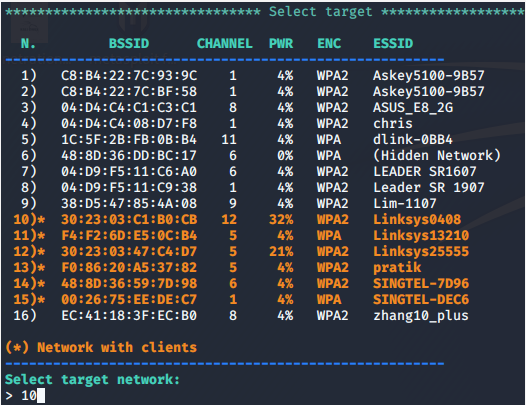 ******************************* Select target ******************
N. BSSID CHANNEL PWR ENC ESSID
------------------------------------------------------
1) C8:B4:22:7C:93:9C 1 4% WPA2 Askey5100-9B57
2) C8:B4:22:7C:BF:58 1 4% WPA2 Askey5100-9B57
3) 04:D4:C4:C1:C3:C1 8 4% WPA2 ASUS_E8_2G
4) 04:D4:C4:08:D7:F8 1 4% WPA2 chris
5) 1C:5F:2B:FB:0B:B4 11 4% WPA dlink-0BB4
6) 48:8D:36:DD:BC:17 6 0% WPA (Hidden Network)
7) 04:D9:F5:11:C6:A0 6 4% WPA2 LEADER SR1607
8) 04:D9:F5:11:C9:38 1 4% WPA2 Leader SR 1907
9) 38:D5:47:85:4A:08 9 4% WPA2 Lim-1107
10)* 30:23:03:C1:B0:CB 12 32% WPA2 Linksys0408
11)* F4:F2:6D:E5:0C:B4 5 4% WPA Linksys13210
12)* 30:23:03:47:C4:D7 5 21% WPA2 Linksys25555
13)* F0:86:20:A5:37:82 5 4% WPA2 pratik
14)* 48:8D:36:59:7D:98 6 4% WPA2 SINGTEL-7D96
15)* 00:26:75:EE:DE:C7 1 4% WPA SINGTEL-DEC6
16) EC:41:18:3F:EC:B0 8 4% WPA2 zhang10_plus
(*) Network with clients
------------------------------------------------------
Select target network:
> 10